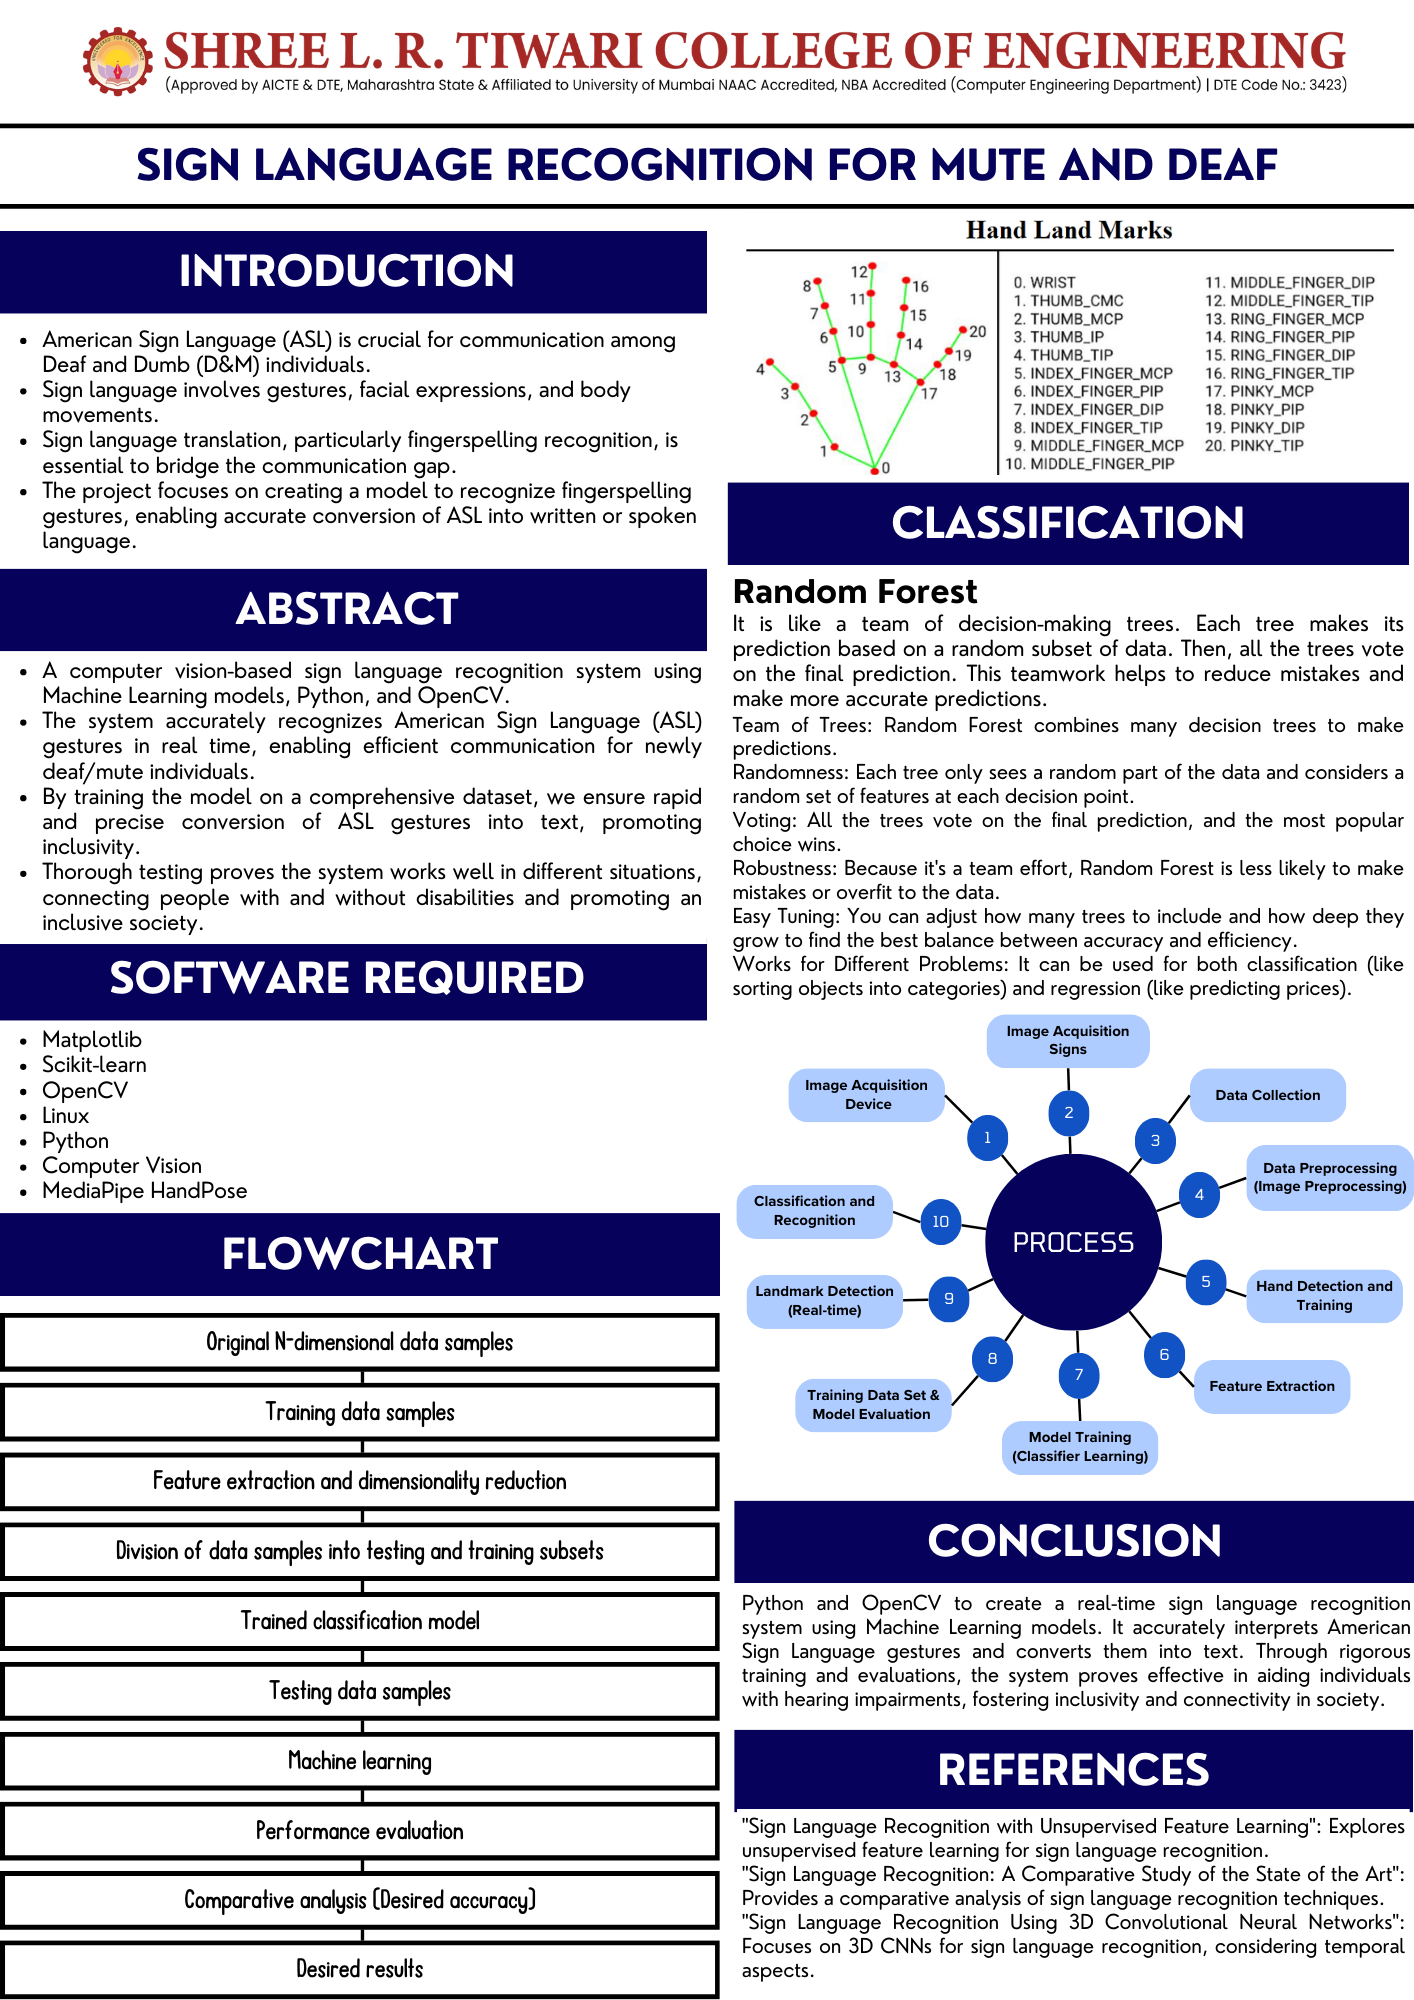 SHREE L. R. TIWARI COLLEGE OF ENGINEERING
(Approved by AICTE & DTE, Maharashtra State & Affiliated to University of Mumbai NAAC Accredited, NBA Accredited (Computer Engineering Department) | DTE Code No.: 3423)
SIGN LANGUAGE RECOGNITION FOR MUTE AND DEAF
INTRODUCTION
• American Sign Language (ASL) is crucial for communication among
Deaf and Dumb (D&M) individuals.
• Sign language involves gestures, facial expressions, and body
movements.
• Sign language translation, particularly fingerspelling recognition, is
essential to bridge the communication gap.
• The project focuses on creating a model to recognize fingerspelling
gestures, enabling accurate conversion of ASL into written or spoken
language.
ABSTRACT
• A computer vision-based sign language recognition system using
Machine Learning models, Python, and OpenCV.
• The system accurately recognizes American Sign Language (ASL)
gestures in real time, enabling efficient communication for newly
deaf/mute individuals.
• By training the model on a comprehensive dataset, we ensure rapid
and precise conversion of ASL gestures into text, promoting
inclusivity.
• Thorough testing proves the system works well in different situations,
connecting people with and without disabilities and promoting an
inclusive society.
SOFTWARE REQUIRED
• Matplotlib
• Scikit-learn
• OpenCV
• Linux
• Python
• Computer Vision
• MediaPipe HandPose
FLOWCHART
Original N-dimensional data samples
Training data samples
Feature extraction and dimensionality reduction
Division of data samples into testing and training subsets
Trained classification model
Testing data samples
Machine learning
Performance evaluation
Comparative analysis (Desired accuracy)
Desired results
Hand Land Marks
0
1
2
3
4
5
6
7
8
9
10
11
12
13
14
15
16
17
18
19
20
0. WRIST
1. THUMB_CMC
2. THUMB_MCP
3. THUMB_IP
4. THUMB_TIP
5. INDEX_FINGER_MCP
6. INDEX_FINGER_PIP
7. INDEX_FINGER_DIP
8. INDEX_FINGER_TIP
9. MIDDLE_FINGER_MCP
10. MIDDLE_FINGER_PIP
11. MIDDLE_FINGER_DIP
12. MIDDLE_FINGER_TIP
13. RING_FINGER_MCP
14. RING_FINGER_PIP
15. RING_FINGER_DIP
16. RING_FINGER_TIP
17. PINKY_MCP
18. PINKY_PIP
19. PINKY_DIP
20. PINKY_TIP
CLASSIFICATION
Random Forest
It is like a team of decision-making trees. Each tree makes its
prediction based on a random subset of data. Then, all the trees vote
on the final prediction. This teamwork helps to reduce mistakes and
make more accurate predictions.
Team of Trees: Random Forest combines many decision trees to make
predictions.
Randomness: Each tree only sees a random part of the data and considers a
random set of features at each decision point.
Voting: All the trees vote on the final prediction, and the most popular
choice wins.
Robustness: Because it's a team effort, Random Forest is less likely to make
mistakes or overfit to the data.
Easy Tuning: You can adjust how many trees to include and how deep they
grow to find the best balance between accuracy and efficiency.
Works for Different Problems: It can be used for both classification (like
sorting objects into categories) and regression (like predicting prices).
PROCESS
1
Image Acquisition
Device
2
Image Acquisition
Signs
3
Data Collection
4
Data Preprocessing
(Image Preprocessing)
5
Hand Detection and
Training
6
Feature Extraction
7
Model Training
(Classifier Learning)
8
Training Data Set &
Model Evaluation
9
Landmark Detection
(Real-time)
10
Classification and
Recognition
CONCLUSION
Python and OpenCV to create a real-time sign language recognition
system using Machine Learning models. It accurately interprets American
Sign Language gestures and converts them into text. Through rigorous
training and evaluations, the system proves effective in aiding individuals
with hearing impairments, fostering inclusivity and connectivity in society.
REFERENCES
"Sign Language Recognition with Unsupervised Feature Learning": Explores
unsupervised feature learning for sign language recognition.
"Sign Language Recognition: A Comparative Study of the State of the Art":
Provides a comparative analysis of sign language recognition techniques.
"Sign Language Recognition Using 3D Convolutional Neural Networks":
Focuses on 3D CNNs for sign language recognition, considering temporal
aspects.